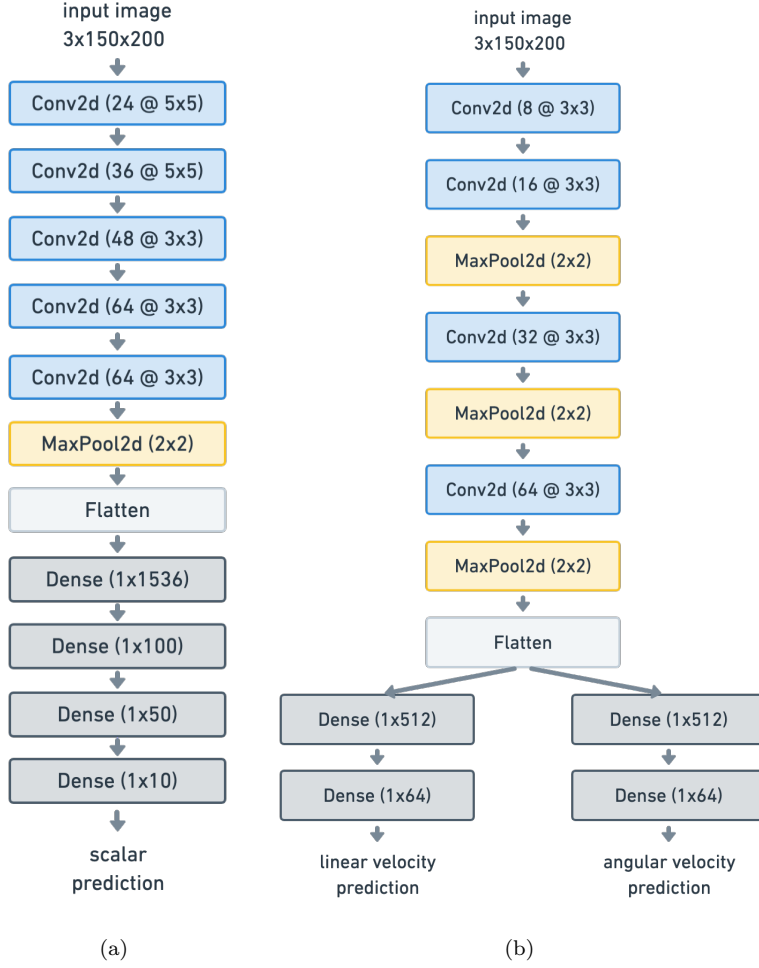 input image
3x150x200
Conv2d (24 @ 5x5)
Conv2d (36 @ 5x5)
Conv2d (48 @ 3x3)
Conv2d (64 @ 3x3)
Conv2d (64 @ 3x3)
MaxPool2d (2x2)
Flatten
Dense (1x1536)
Dense (1x100)
Dense (1x50)
Dense (1x10)
scalar
prediction
(a)
input image
3x150x200
Conv2d (8 @ 3x3)
Conv2d (16 @ 3x3)
MaxPool2d (2x2)
Conv2d (32 @ 3x3)
MaxPool2d (2x2)
Conv2d (64 @ 3x3)
MaxPool2d (2x2)
Flatten
Dense (1x512)
Dense (1x64)
linear velocity
prediction
Dense (1x512)
Dense (1x64)
angular velocity
prediction
(b)